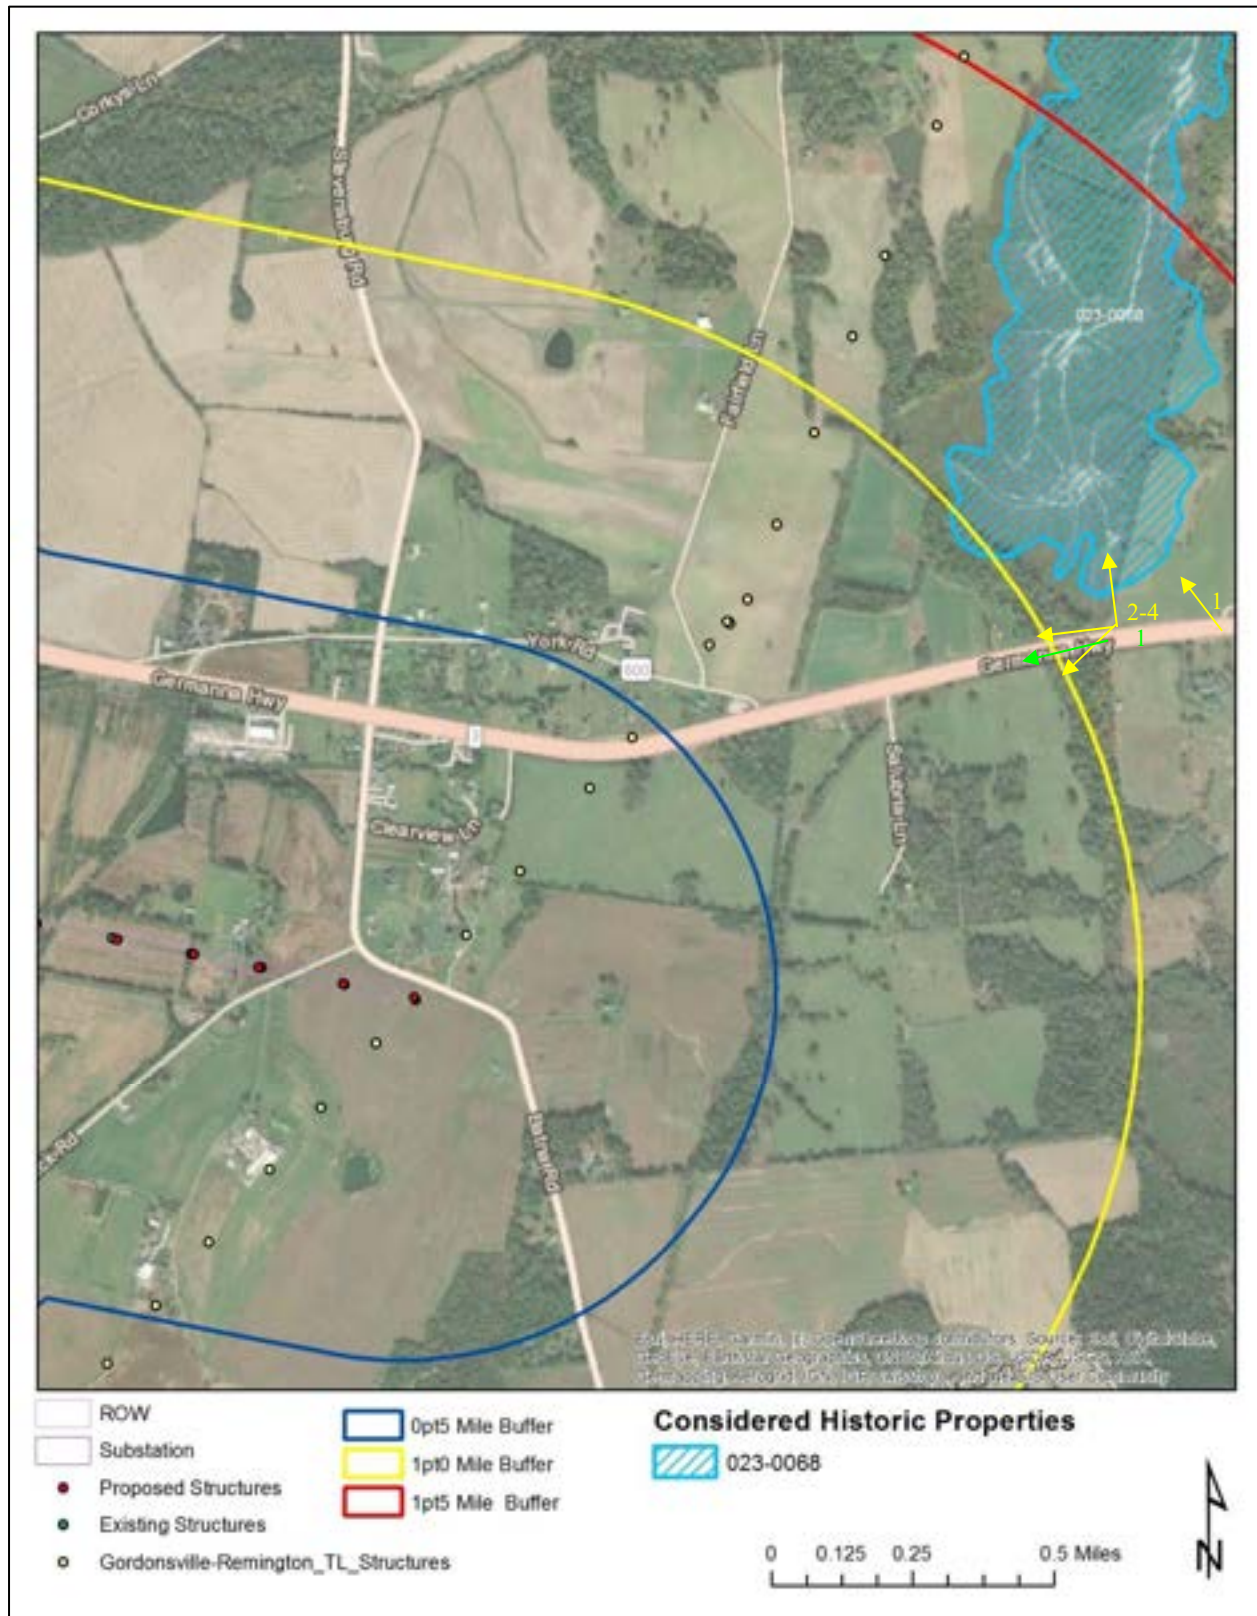 Corkys Ln
Stevensburg Rd
023-0068
Fairfield Ln
2-4
1
1
York Rd
600
Germanna Hwy
Germanna Hwy
3
Salubria Ln
Clearview Ln
Batna Rd
Rd
ROW
Substation
Proposed Structures
Existing Structures
Gordonsville-Remington_TL_Structures
0pt5 Mile Buffer
1pt0 Mile Buffer
1pt5 Mile Buffer
Considered Historic Properties
023-0068
0 0.125 0.25 0.5 Miles
N